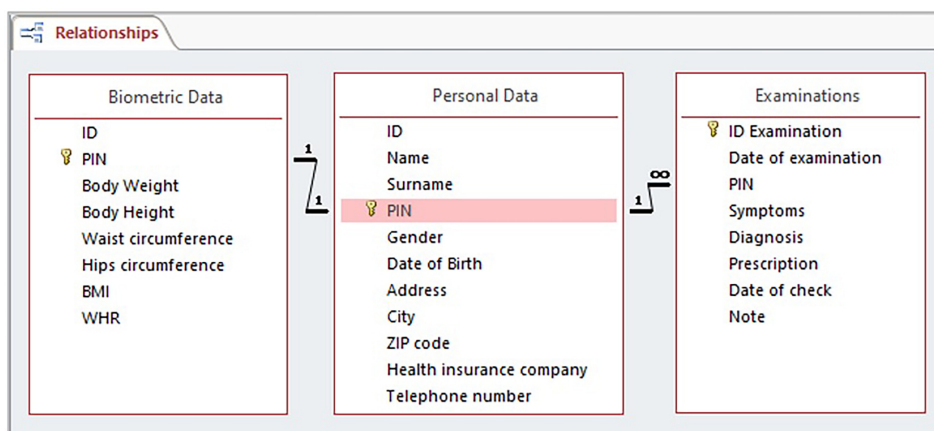 Relationships
Biometric Data
ID
PIN
Body Weight
Body Height
Waist circumference
Hips circumference
BMI
WHR
1
1
Personal Data
ID
Name
Surname
PIN
Gender
Date of Birth
Address
City
ZIP code
Health insurance company
Telephone number
1
∞
Examinations
ID Examination
Date of examination
PIN
Symptoms
Diagnosis
Prescription
Date of check
Note